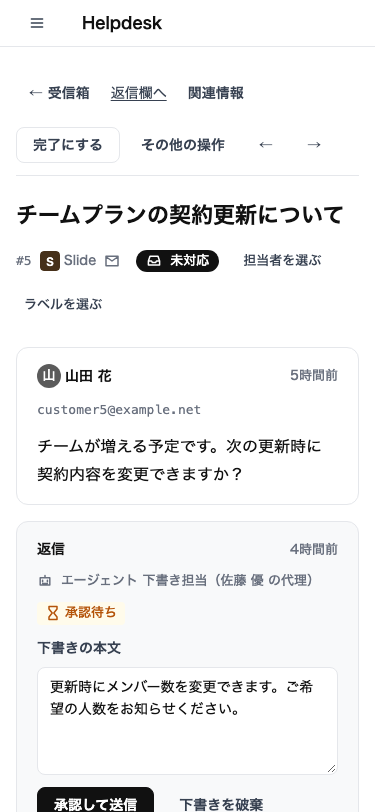 Helpdesk
← 受信箱 返信欄へ 関連情報
完了にする その他の操作 ← →
チームプランの契約更新について
#5 S Slide 未対応 担当者を選ぶ
ラベルを選ぶ
山 山田 花 5時間前
customer5@example.net
チームが増える予定です。次の更新時に
契約内容を変更できますか？
返信 4時間前
エージェント 下書き担当（佐藤 優 の代理）
承認待ち
下書きの本文
更新時にメンバー数を変更できます。ご希
望の人数をお知らせください。
承認して送信 下書きを破棄